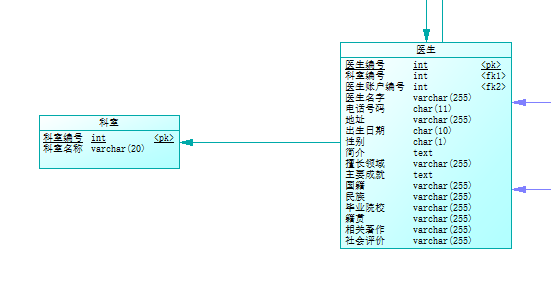 医生
医生编号 int <pk>
科室编号 int <fk1>
医生账户编号 int <fk2>
医生名字 varchar(255)
电话号码 char(11)
地址 varchar(255)
出生日期 char(10)
性别 char(1)
简介 text
擅长领域 varchar(255)
主要成就 text
国籍 varchar(255)
民族 varchar(255)
毕业院校 varchar(255)
籍贯 varchar(255)
相关著作 varchar(255)
社会评价 varchar(255)
科室
科室编号 int <pk>
科室名称 varchar(20)